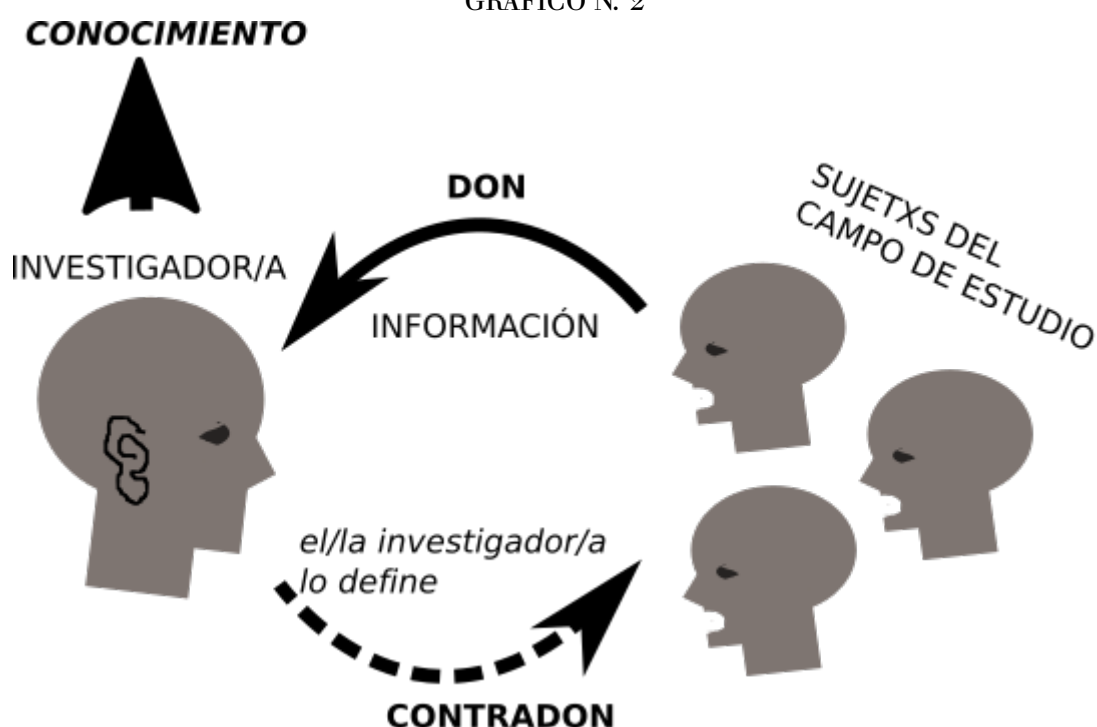 GRÁFICO N. 2
CONOCIMIENTO
DON
SUJETXS DEL
CAMPO DE ESTUDIO
INVESTIGADOR/A
INFORMACIÓN
el/la investigador/a
lo define
CONTRADON